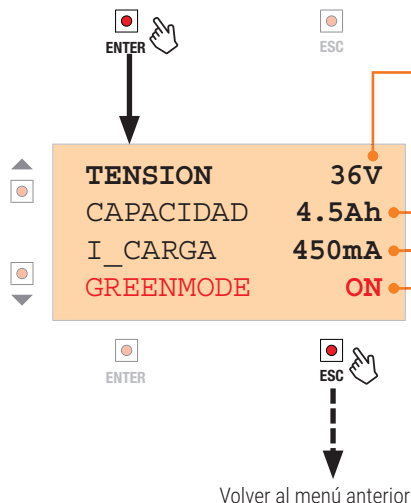 ENTER
ESC
TENSION 36V
CAPACIDAD 4.5Ah
I_CARGA 450mA
GREENMODE ON
ENTER
ESC
Volver al menú anterior